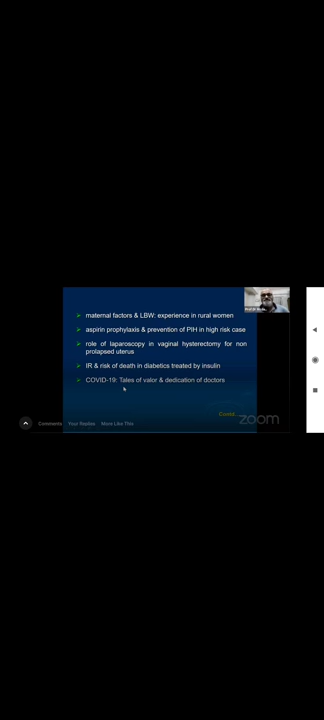 maternal factors & LBW: experience in rural women
aspirin prophylaxis & prevention of PIH in high risk case
role of laparoscopy in vaginal hysterectomy for non
prolapsed uterus
IR & risk of death in diabetics treated by insulin
COVID-19: Tales of valor & dedication of doctors
zoom
Comments Your Review More Like This